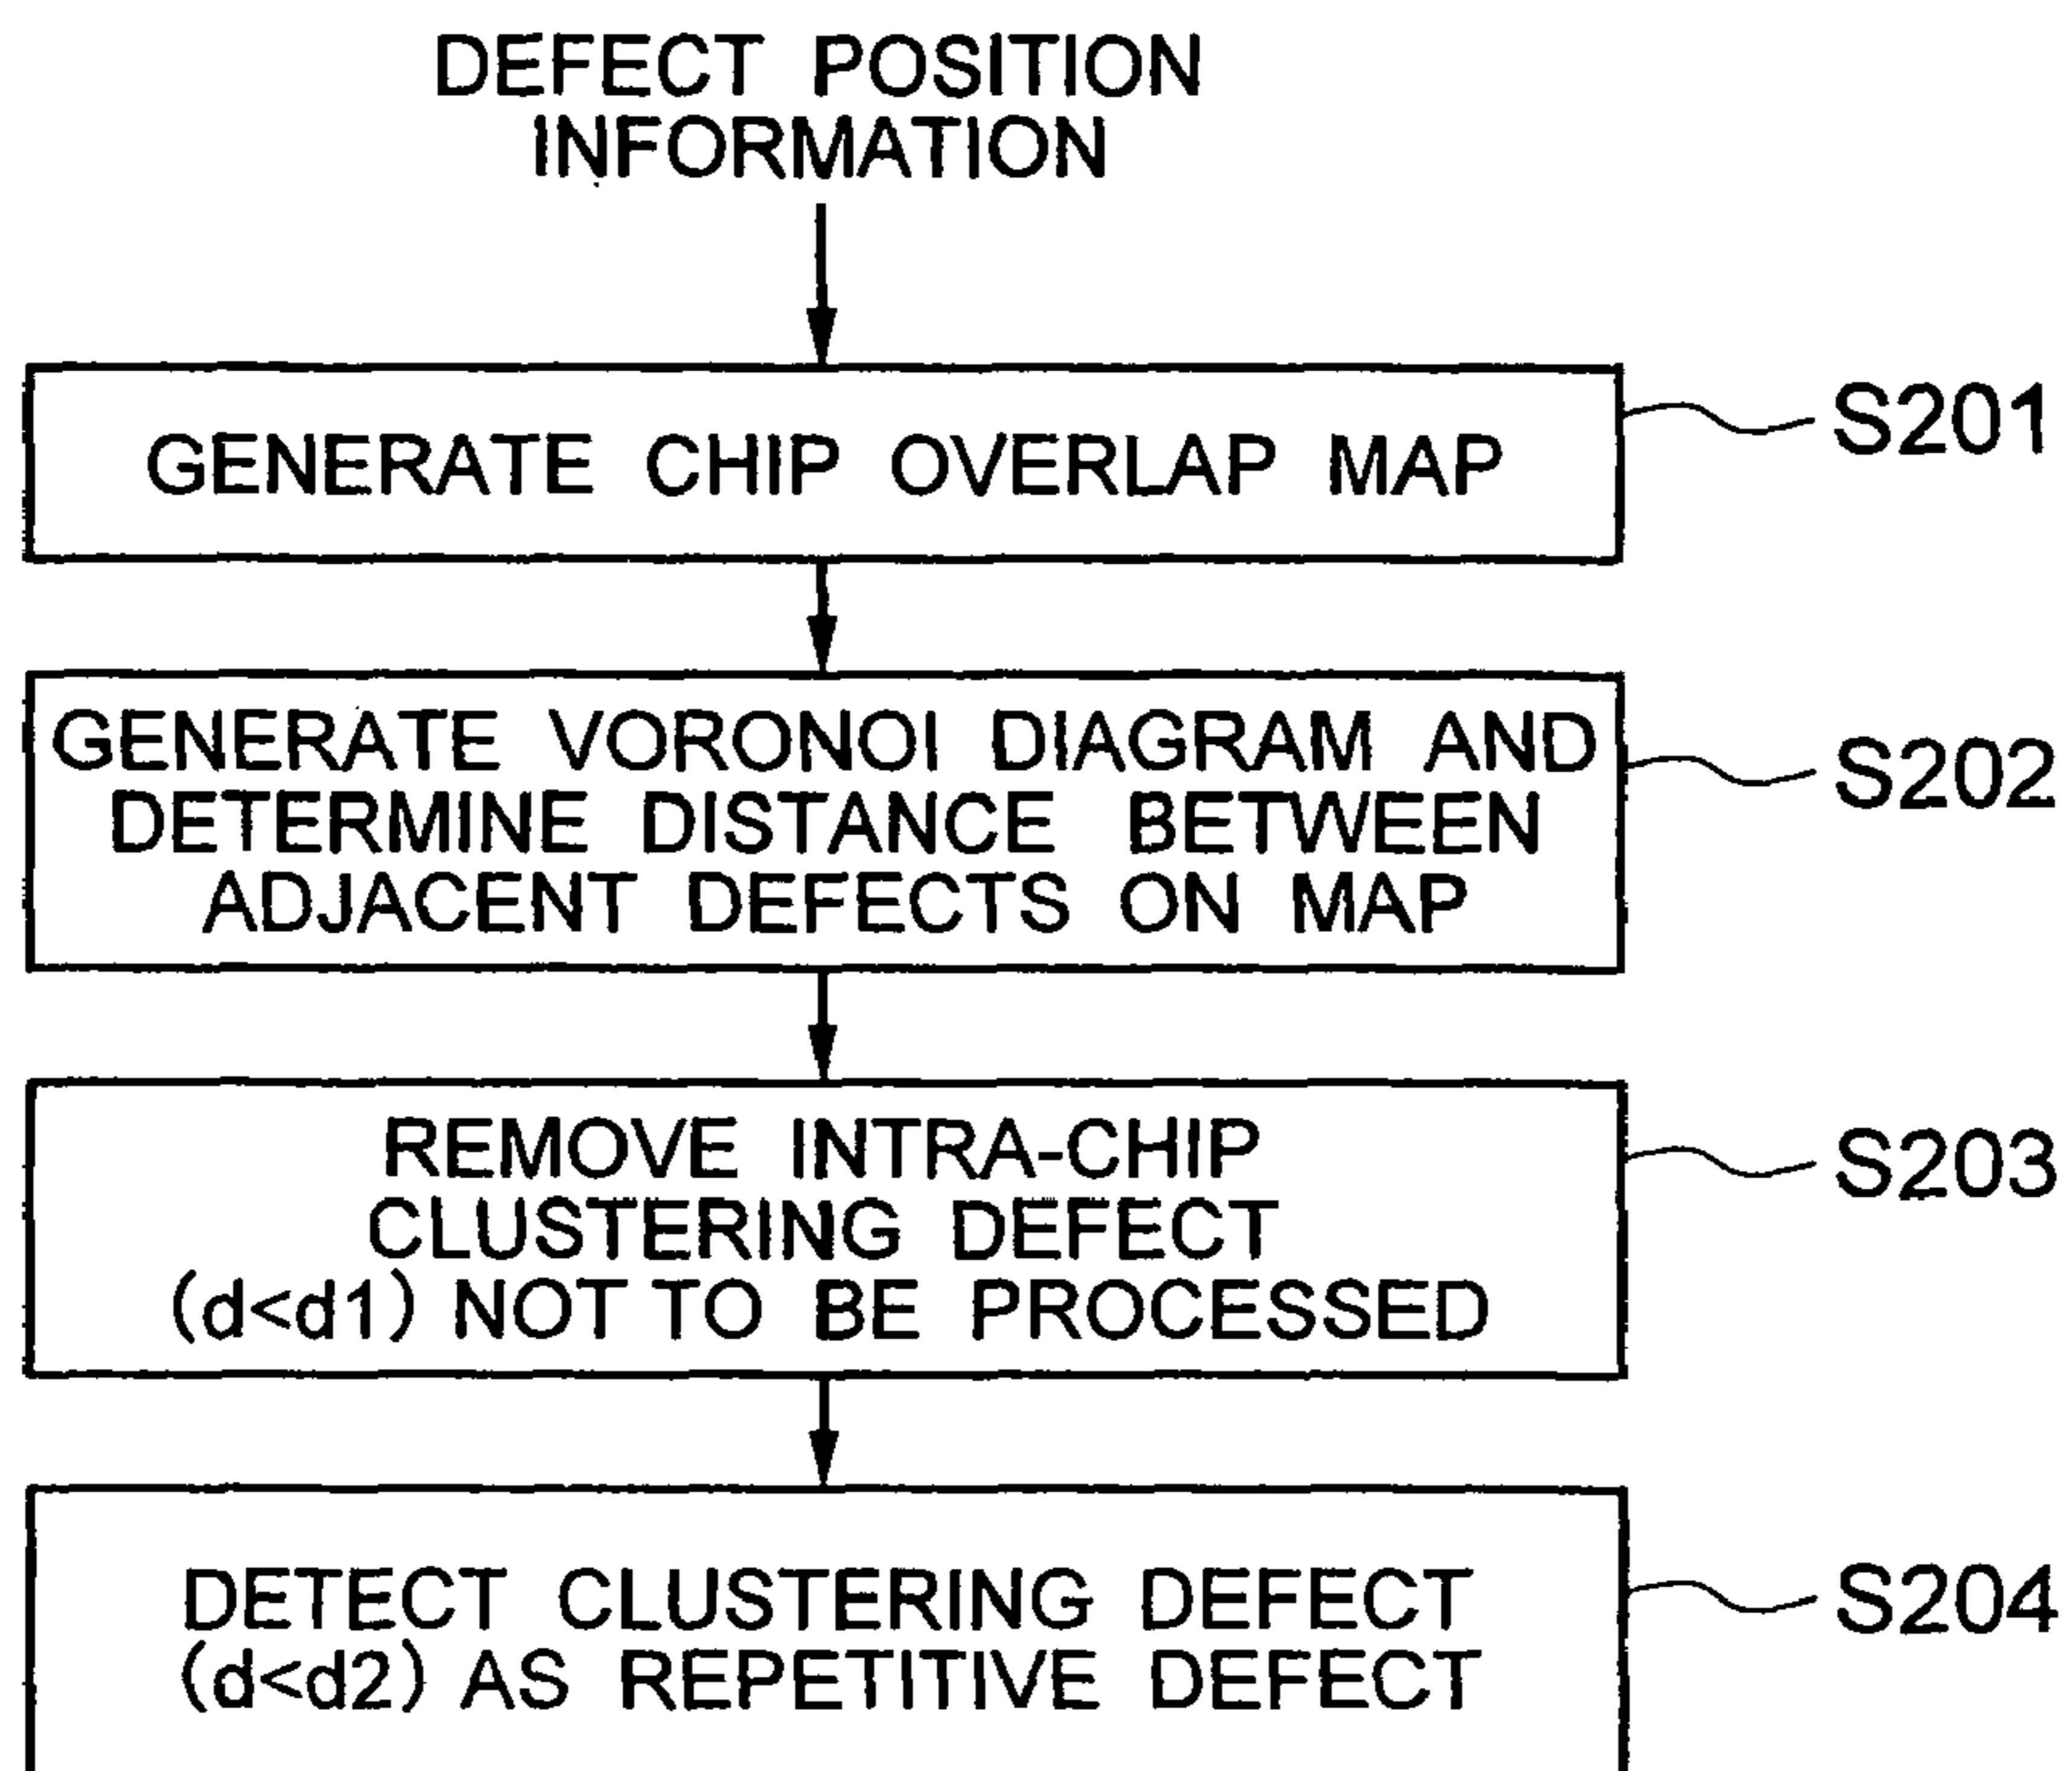 DEFECT POSITION
INFORMATION
GENERATE CHIP OVERLAP MAP
S201
GENERATE VORONOI DIAGRAM AND
DETERMINE DISTANCE BETWEEN
ADJACENT DEFECTS ON MAP
S202
REMOVE INTRA-CHIP
CLUSTERING DEFECT
(d<d1) NOT TO BE PROCESSED
S203
DETECT CLUSTERING DEFECT
(d<d2) AS REPETITIVE DEFECT
S204